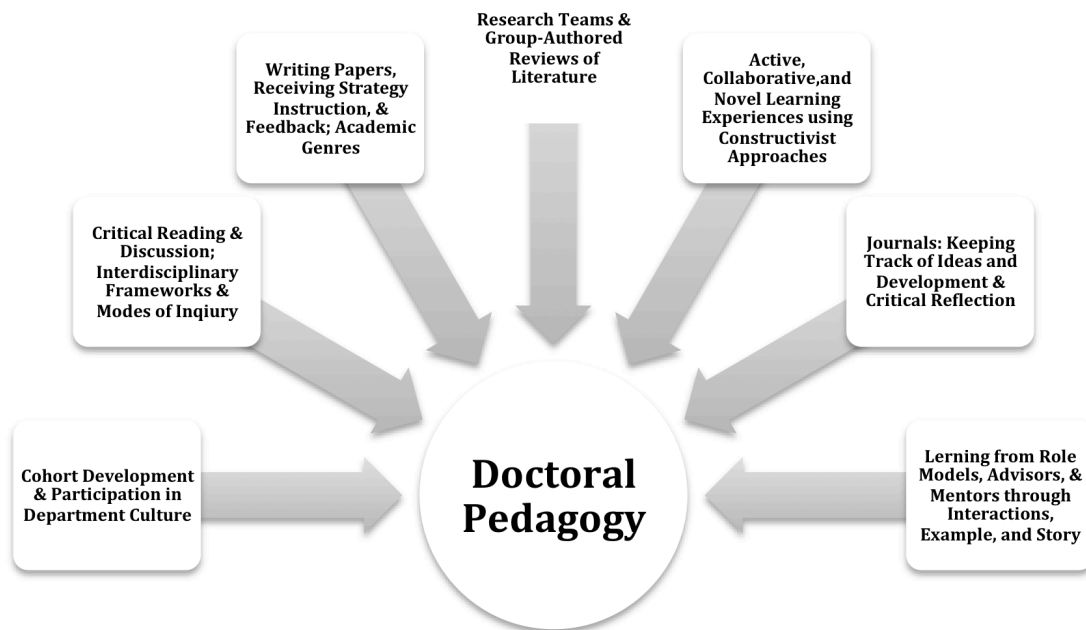 Research Teams &
Group-Authored
Reviews of
Literature
Writing Papers,
Receiving Strategy
Instruction, &
Feedback; Academic
Genres
Active,
Collaborative,and
Novel Learning
Experiences using
Constructivist
Approaches
Critical Reading &
Discussion;
Interdisciplinary
Frameworks &
Modes of Inqiury
Journals: Keeping
Track of Ideas and
Development &
Critical Reflection
Cohort Development
& Participation in
Department Culture
Doctoral
Pedagogy
Lerning from Role
Models, Advisors, &
Mentors through
Interactions,
Example, and Story